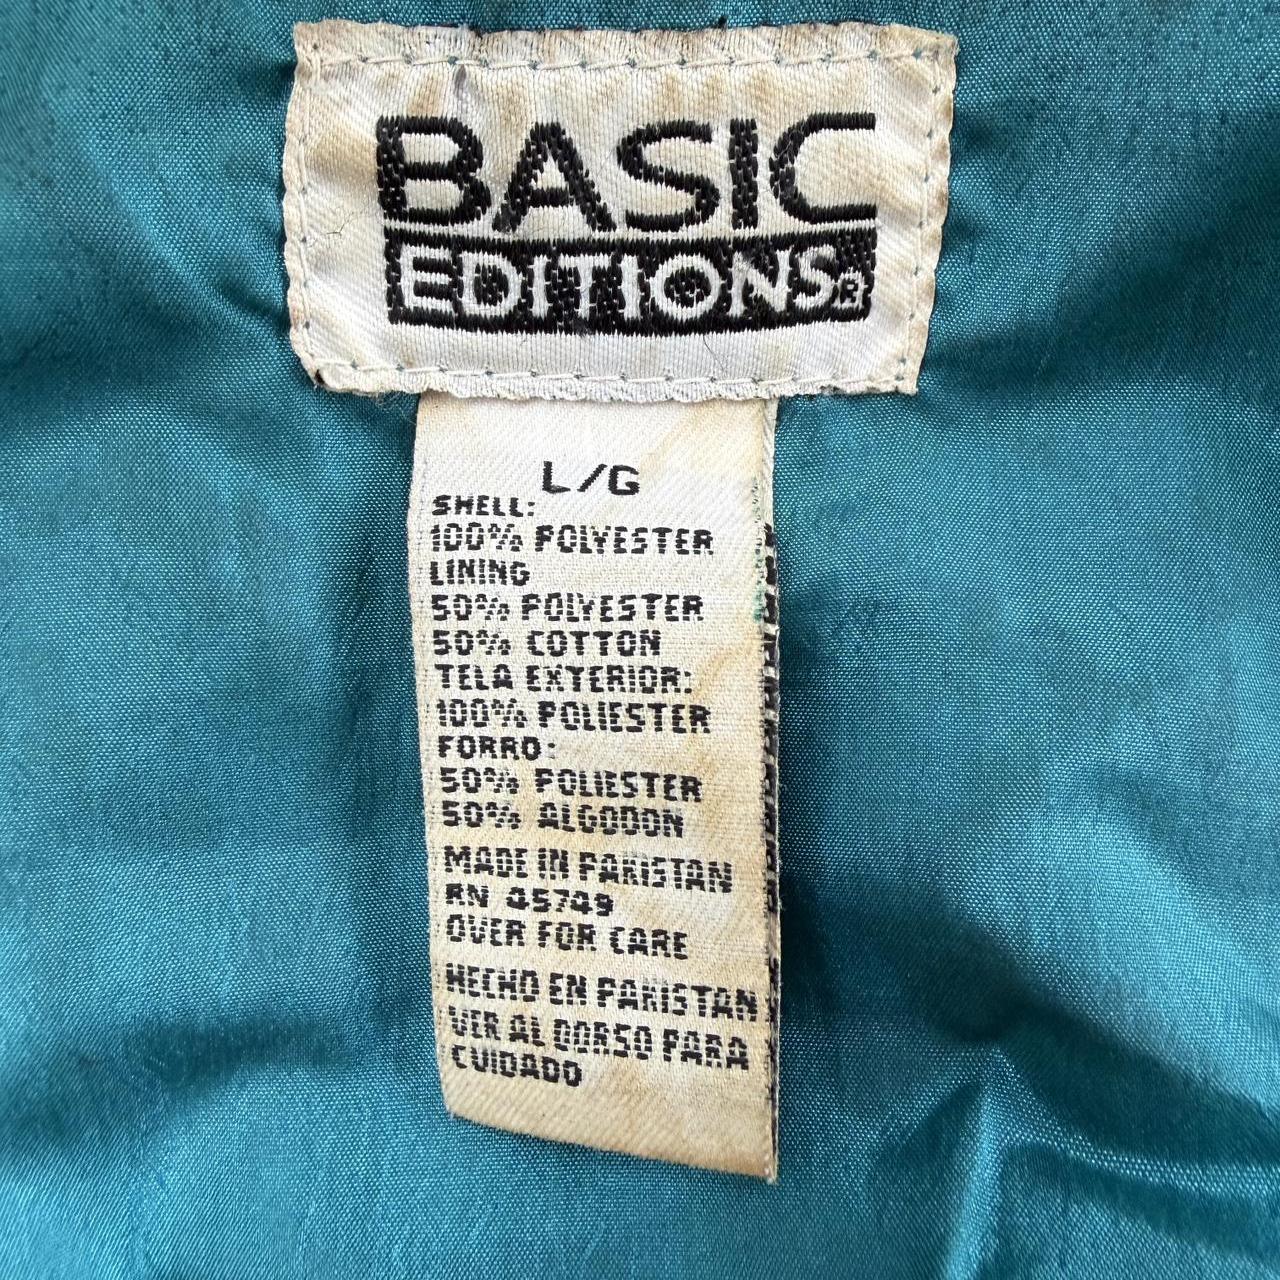 BASIC
EDITIONS®
L/G
SHELL:
100% POLYESTER
LINING
50% POLYESTER
50% COTTON
TELA EXTERIOR:
100% POLIESTER
FORRO:
50% POLIESTER
50% ALGODON
MADE IN PAKISTAN
RN 45749
OVER FOR CARE
HECHO EN PAKISTAN
VER AL DORSO PARA
CUIDADO